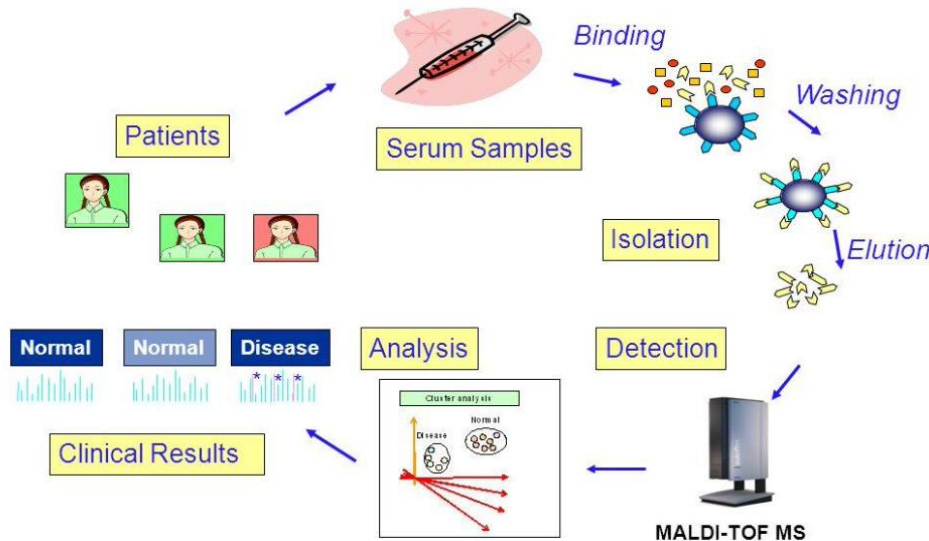 Binding
Washing
Patients
Serum Samples
Isolation
Elution
Normal
Normal
Disease
Analysis
Detection
Cluster analysis
Normal
Disease
* * *
Clinical Results
MALDI-TOF MS